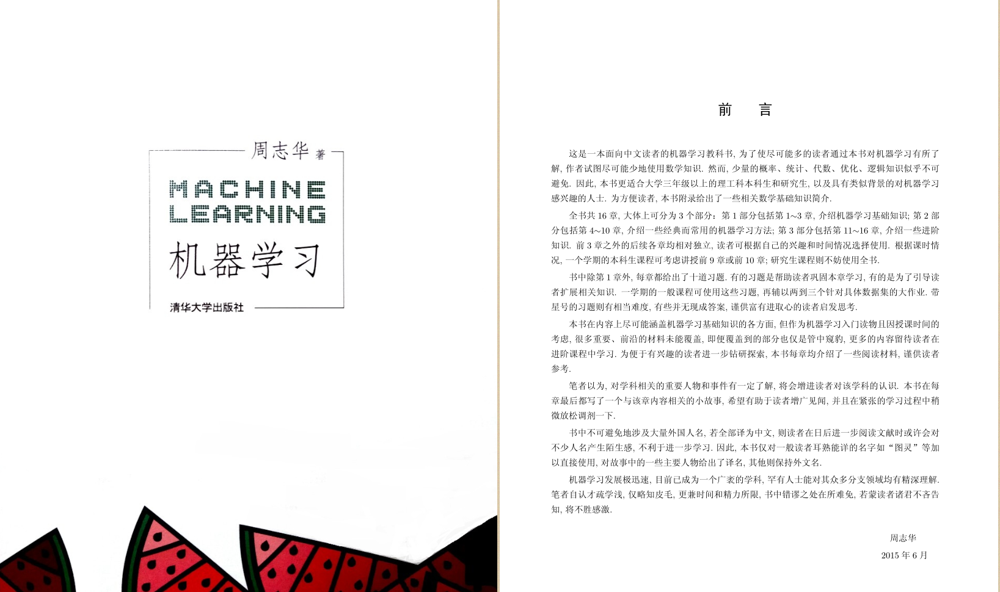 周志华 著
MACHINE
LEARNING
机器学习
清华大学出版社
前 言
这是一本面向中文读者的机器学习教科书, 为了使尽可能多的读者通过本书对机器学习有所了
解, 作者试图尽可能少地使用数学知识. 然而, 少量的概率、统计、代数、优化、逻辑知识似乎不可
避免. 因此, 本书更适合大学三年级以上的理工科本科生和研究生, 以及具有类似背景的对机器学习
感兴趣的人士. 为方便读者, 本书附录给出了一些相关数学基础知识简介.
全书共 16 章, 大体上可分为 3 个部分：第 1 部分包括第 1~3 章, 介绍机器学习基础知识; 第 2 部
分包括第 4~10 章, 介绍一些经典而常用的机器学习方法; 第 3 部分包括第 11~16 章, 介绍一些进阶
知识. 前 3 章之外的后续各章均相对独立, 读者可根据自己的兴趣和时间情况选择使用. 根据课时情
况, 一个学期的本科生课程可考虑讲授前 9 章或前 10 章; 研究生课程则不妨使用全书.
书中除第 1 章外, 每章都给出了十道习题. 有的习题是帮助读者巩固本章学习, 有的是为了引导读
者扩展相关知识. 一学期的一般课程可使用这些习题, 再辅以两到三个针对具体数据集的大作业. 带
星号的习题则有相当难度, 有些并无现成答案, 谨供富有进取心的读者启发思考.
本书在内容上尽可能涵盖机器学习基础知识的各方面, 但作为机器学习入门读物且因授课时间的
考虑, 很多重要、前沿的材料未能覆盖, 即便覆盖到的部分也仅是管中窥豹, 更多的内容留待读者在
进阶课程中学习. 为便于有兴趣的读者进一步钻研探索, 本书每章均介绍了一些阅读材料, 谨供读者
参考.
笔者以为, 对学科相关的重要人物和事件有一定了解, 将会增进读者对该学科的认识. 本书在每
章最后都写了一个与该章内容相关的小故事, 希望有助于读者增广见闻, 并且在紧张的学习过程中稍
微放松调剂一下.
书中不可避免地涉及大量外国人名, 若全部译为中文, 则读者在日后进一步阅读文献时或许会对
不少人名产生陌生感, 不利于进一步学习. 因此, 本书仅对一般读者耳熟能详的名字如“图灵”等加
以直接使用, 对故事中的一些主要人物给出了译名, 其他则保持外文名.
机器学习发展极迅速, 目前已成为一个广袤的学科, 罕有人士能对其众多分支领域均有精深理解.
笔者自认才疏学浅, 仅略知皮毛, 更兼时间和精力所限, 书中错谬之处在所难免, 若蒙读者诸君不吝告
知, 将不胜感激.
周志华
2015 年 6 月